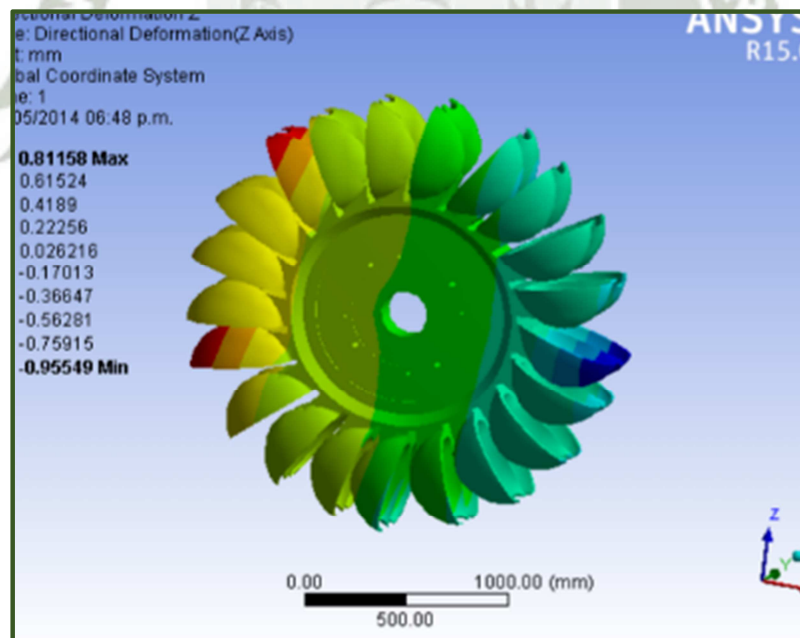 Deformation Z
e: Directional Deformation(Z Axis)
t: mm
bal Coordinate System
e: 1
05/2014 06:48 p.m.
0.81158 Max
0.61524
0.4189
0.22256
0.026216
-0.17013
-0.36647
-0.56281
-0.75915
-0.95549 Min
ANSYS
R15.
0.00 1000.00 (mm)
500.00
Z
Y